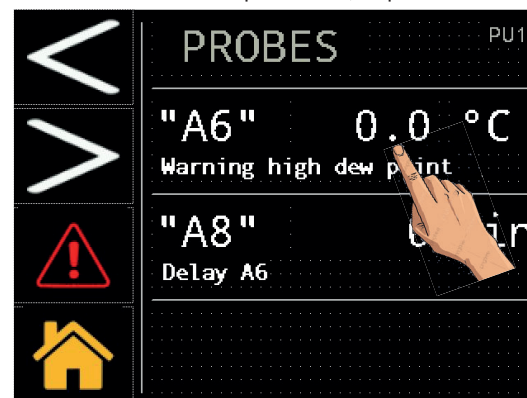 PROBES
PU1
"A6" 0.0 °C
Warning high dew point
"A8"
Delay A6